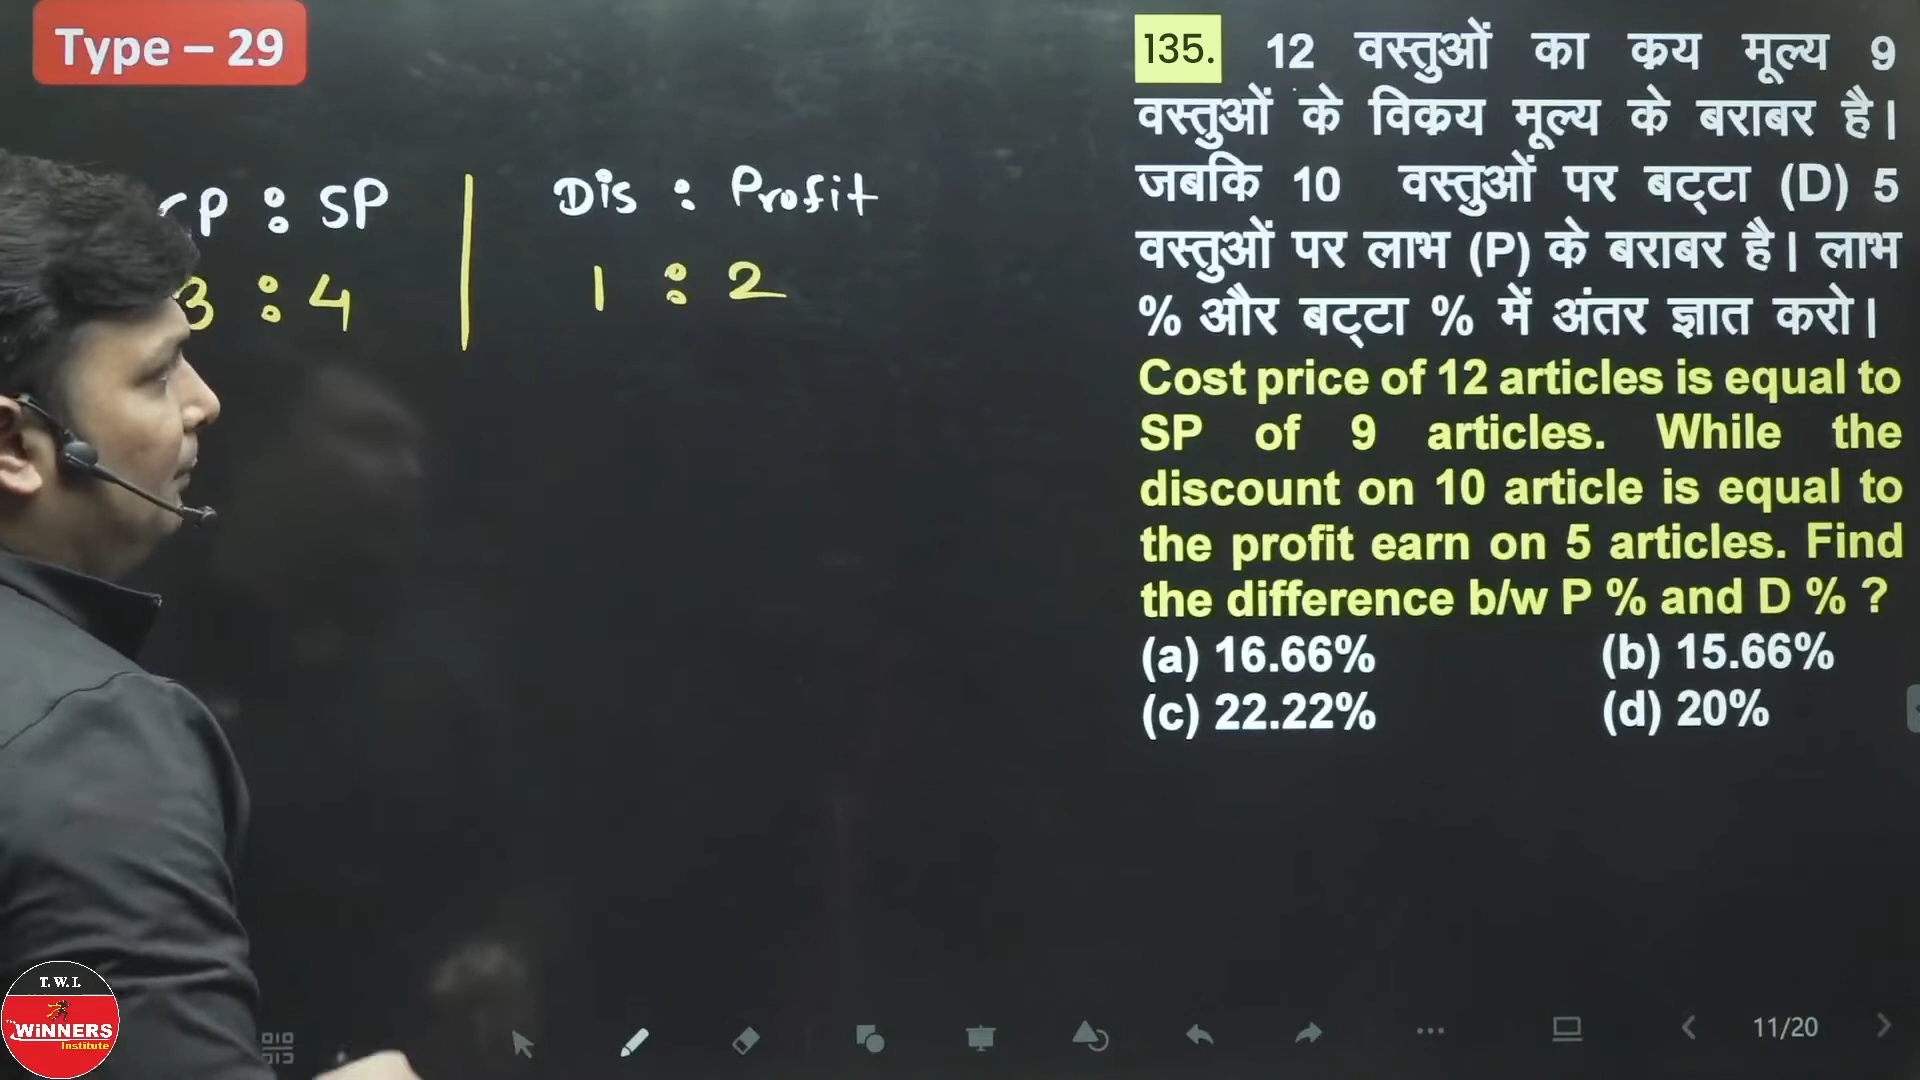 Type – 29
CP : SP
3 : 4
Dis : Profit
1 : 2
135. 12 वस्तुओं का क्रय मूल्य 9
वस्तुओं के विक्रय मूल्य के बराबर है।
जबकि 10 वस्तुओं पर बट्टा (D) 5
वस्तुओं पर लाभ (P) के बराबर है। लाभ
% और बट्टा % में अंतर ज्ञात करो।
Cost price of 12 articles is equal to
SP of 9 articles. While the
discount on 10 article is equal to
the profit earn on 5 articles. Find
the difference b/w P % and D % ?
(a) 16.66% (b) 15.66%
(c) 22.22% (d) 20%
T.W.I.
The WiNNERS
Institute
11/20